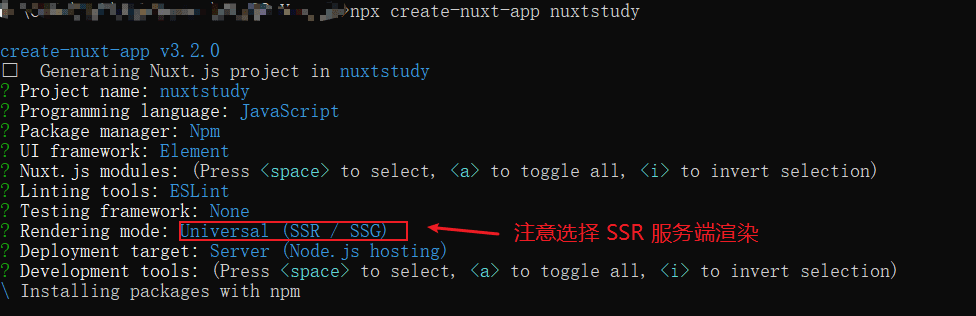 >npx create-nuxt-app nuxtstudy
create-nuxt-app v3.2.0
Generating Nuxt.js project in nuxtstudy
? Project name: nuxtstudy
? Programming language: JavaScript
? Package manager: Npm
? UI framework: Element
? Nuxt.js modules: (Press <space> to select, <a> to toggle all, <i> to invert selection)
? Linting tools: ESLint
? Testing framework: None
? Rendering mode: Universal (SSR / SSG) 注意选择 SSR 服务端渲染
? Deployment target: Server (Node.js hosting)
? Development tools: (Press <space> to select, <a> to toggle all, <i> to invert selection)
\ Installing packages with npm